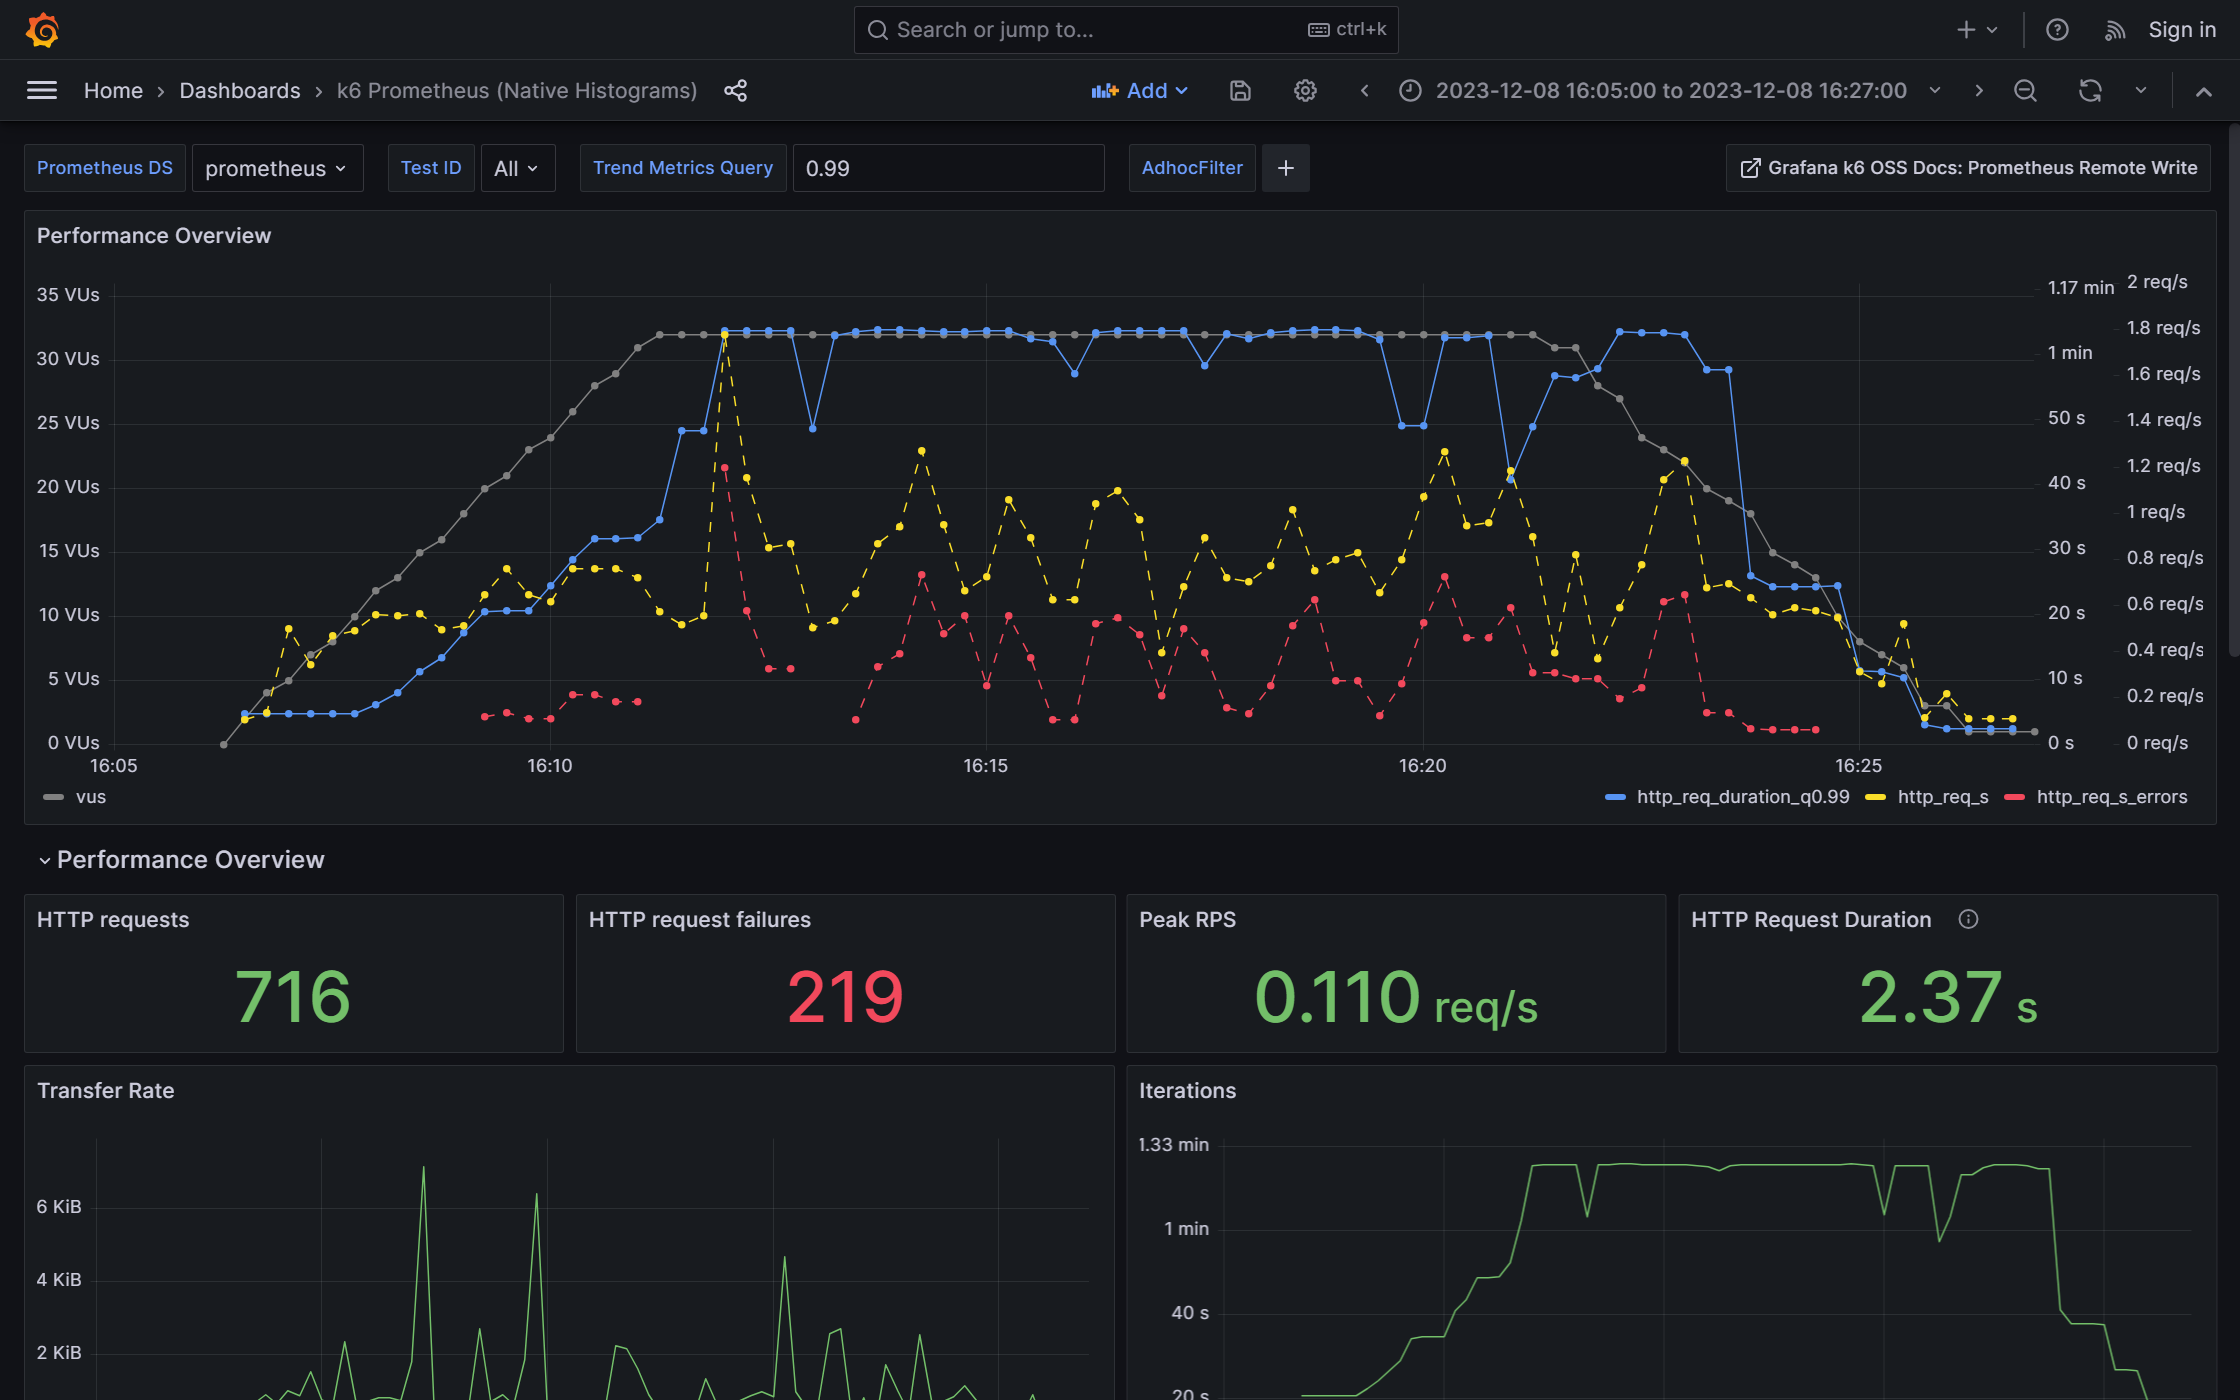 Search or jump to... ctrl+k Sign in
Home › Dashboards › k6 Prometheus (Native Histograms) Add 2023-12-08 16:05:00 to 2023-12-08 16:27:00
Prometheus DS prometheus Test ID All Trend Metrics Query 0.99 AdhocFilter + Grafana k6 OSS Docs: Prometheus Remote Write
Performance Overview
35 VUs
30 VUs
25 VUs
20 VUs
15 VUs
10 VUs
5 VUs
0 VUs
1.17 min
1 min
50 s
40 s
30 s
20 s
10 s
0 s
2 req/s
1.8 req/s
1.6 req/s
1.4 req/s
1.2 req/s
1 req/s
0.8 req/s
0.6 req/s
0.4 req/s
0.2 req/s
0 req/s
16:05 16:10 16:15 16:20 16:25
vus http_req_duration_q0.99 http_req_s http_req_s_errors
Performance Overview
HTTP requests
716
HTTP request failures
219
Peak RPS
0.110 req/s
HTTP Request Duration
2.37 s
Transfer Rate
6 KiB
4 KiB
2 KiB
Iterations
1.33 min
1 min
40 s
20 s